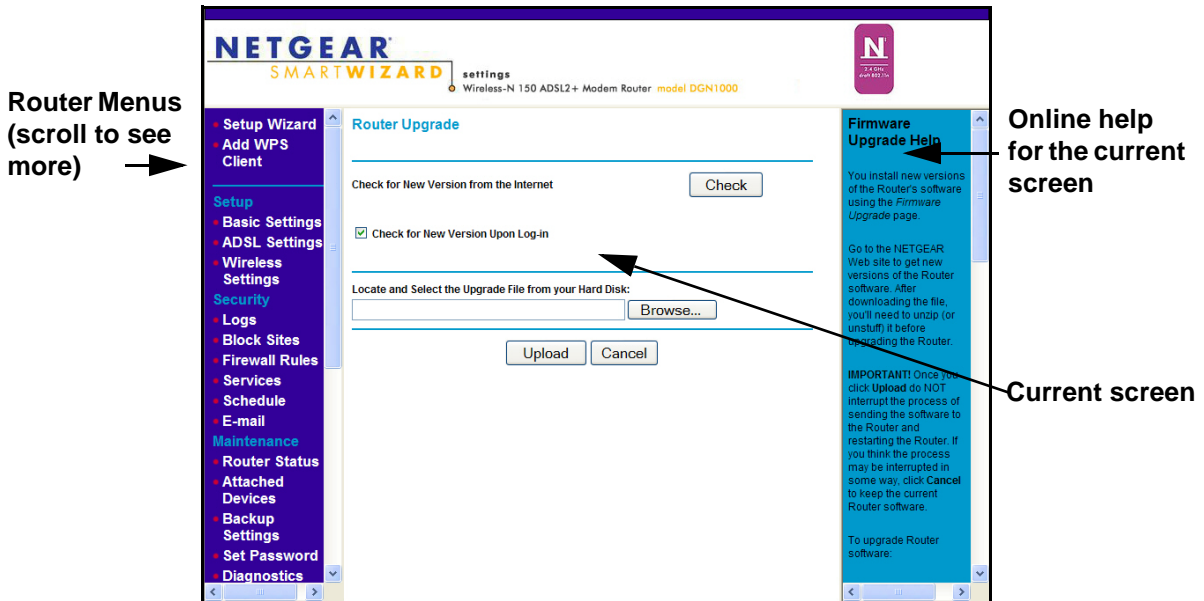 NETGEAR
SMARTWIZARD
settings
Wireless-N 150 ADSL2+ Modem Router model DGN1000
N
2.4 GHz
draft 802.11n
Router Menus
(scroll to see
more)
Setup Wizard
Add WPS
Client
Setup
Basic Settings
ADSL Settings
Wireless
Settings
Security
Logs
Block Sites
Firewall Rules
Services
Schedule
E-mail
Maintenance
Router Status
Attached
Devices
Backup
Settings
Set Password
Diagnostics
Router Upgrade
Check for New Version from the Internet
Check
Check for New Version Upon Log-in
Locate and Select the Upgrade File from your Hard Disk:
Browse...
Upload
Cancel
Firmware
Upgrade Help
You install new versions
of the Router's software
using the Firmware
Upgrade page.
Go to the NETGEAR
Web site to get new
versions of the Router
software. After
downloading the file,
you'll need to unzip (or
unstuff) it before
upgrading the Router.
IMPORTANT! Once you
click Upload do NOT
interrupt the process of
sending the software to
the Router and
restarting the Router. If
you think the process
may be interrupted in
some way, click Cancel
to keep the current
Router software.
To upgrade Router
software:
Online help
for the current
screen
Current screen